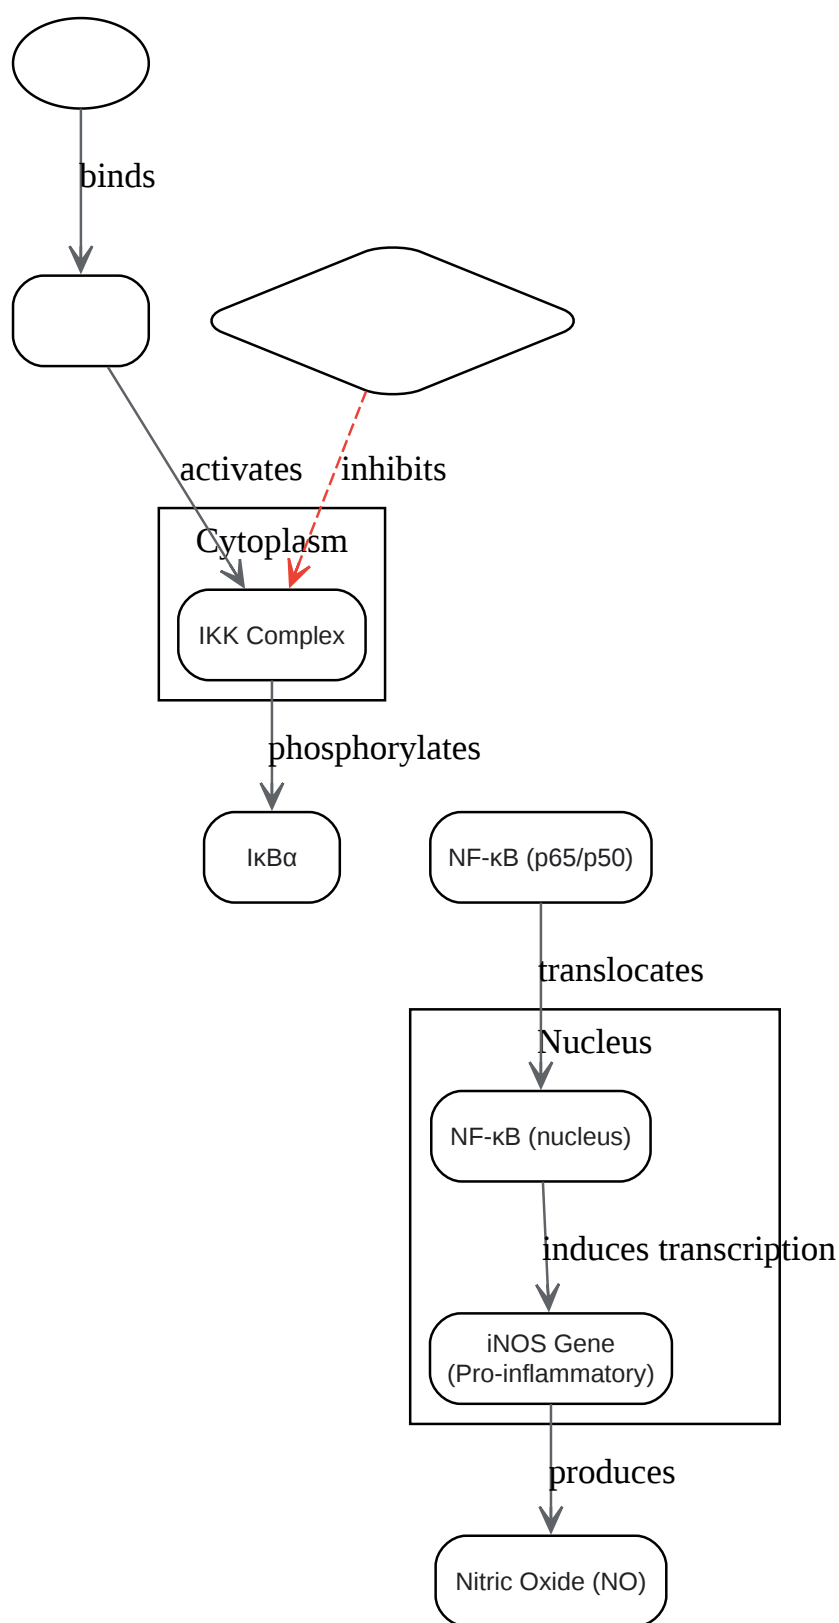 binds
activates
inhibits
Cytoplasm
IKK Complex
phosphorylates
IκBα
NF-κB (p65/p50)
translocates
Nucleus
NF-κB (nucleus)
induces transcription
iNOS Gene
(Pro-inflammatory)
produces
Nitric Oxide (NO)